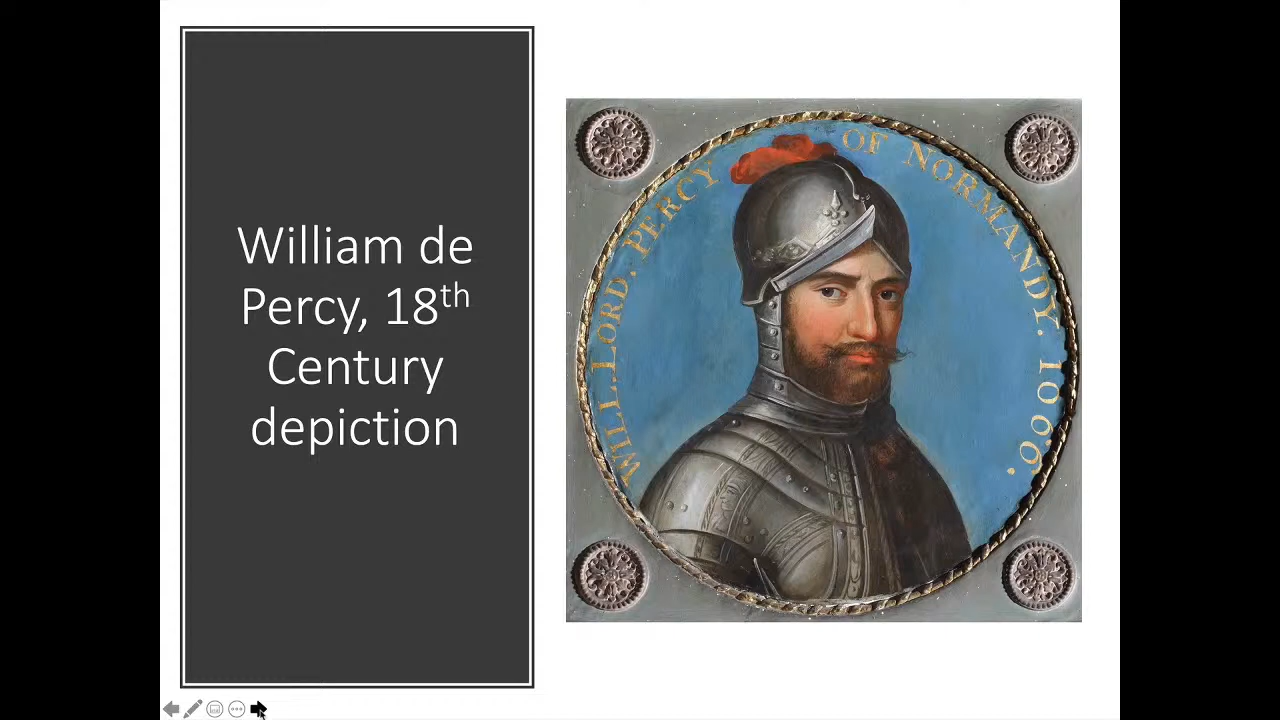 William de
Percy, 18th
Century
depiction
WILL. LORD. PERCY OF NORMANDY. 1066.